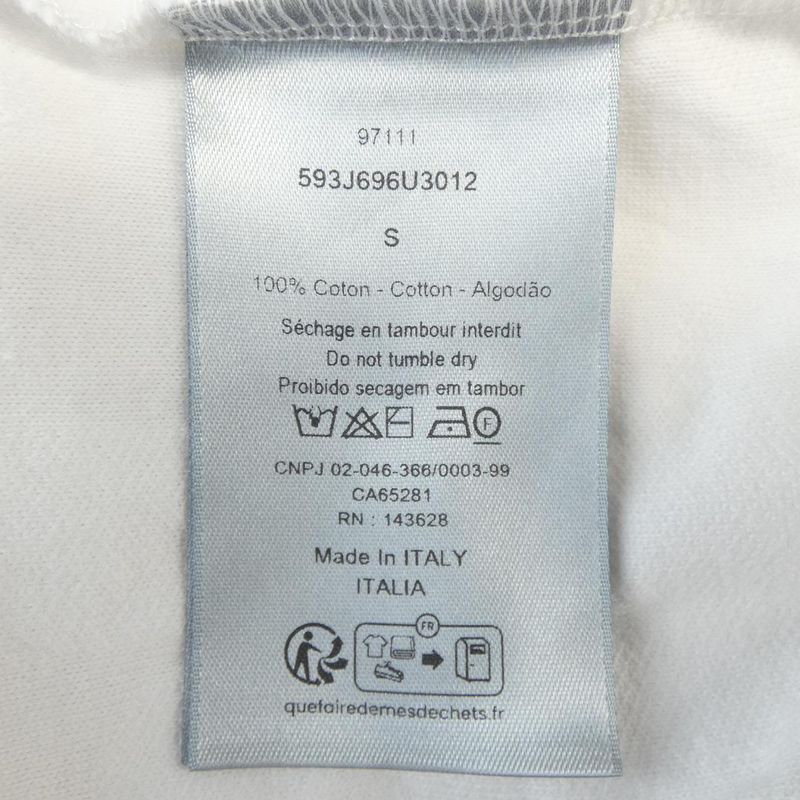 97111
593J696U3012
S
100% Coton - Cotton - Algodão
Séchage en tambour interdit
Do not tumble dry
Proibido secagem em tambor
F
CNPJ 02-046-366/0003-99
CA65281
RN : 143628
Made In ITALY
ITALIA
FR
quefairedemesdechets.fr